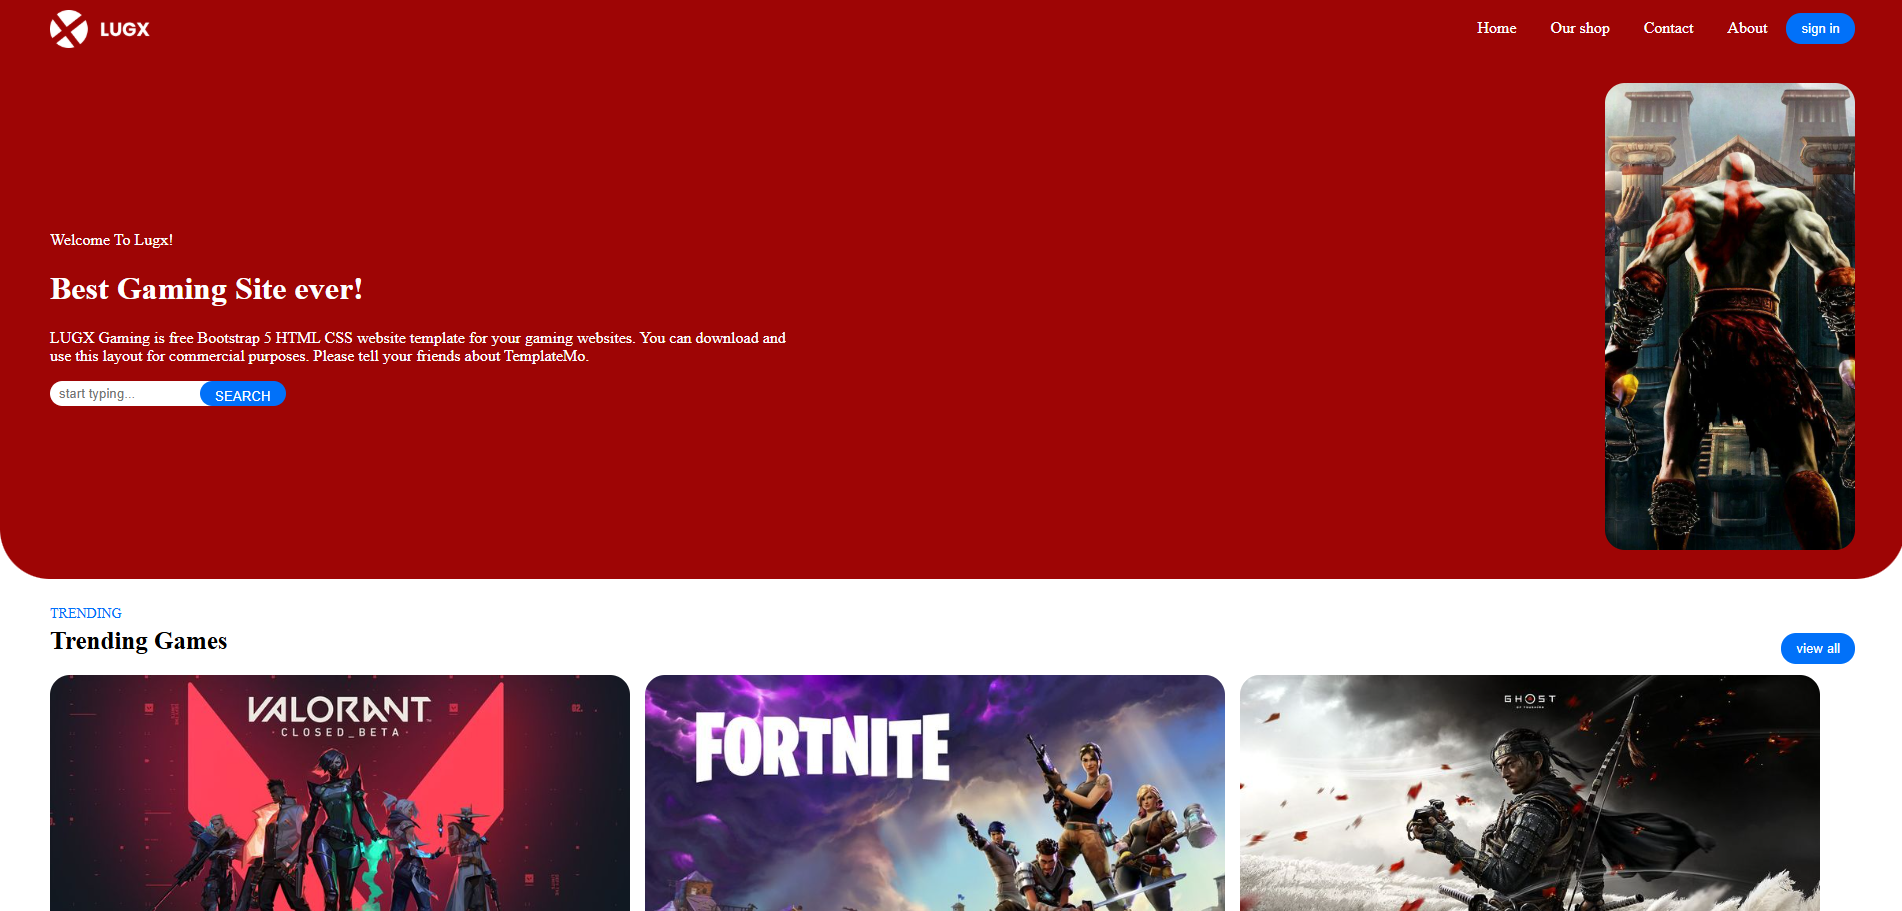 LUGX
Home Our shop Contact About sign in
Welcome To Lugx!
Best Gaming Site ever!
LUGX Gaming is free Bootstrap 5 HTML CSS website template for your gaming websites. You can download and
use this layout for commercial purposes. Please tell your friends about TemplateMo.
start typing... SEARCH
TRENDING
Trending Games
view all
VALORANT
CLOSED_BETA
02.
FORTNITE
GHOST